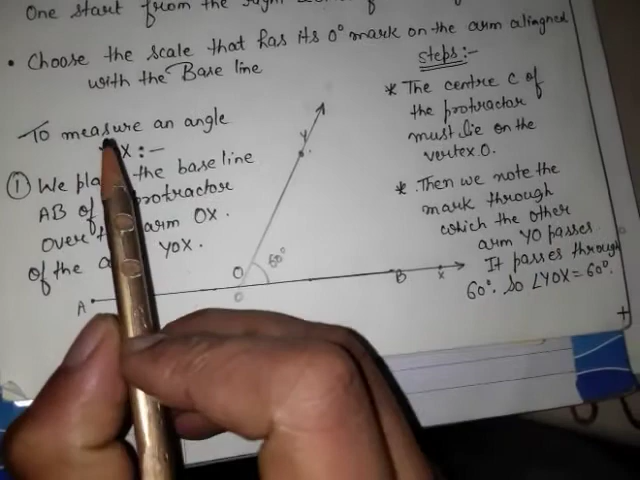 One start from the right
• Choose the scale that has its 0° mark on the arm alingned
with the Base line
To measure an angle
X :-
① We pla the base line
AB of protractor
over arm OX.
of the a YOX.
Y
O
60°
C
A
B
X
steps:-
* The centre C of
the protractor
must lie on the
vertex O.
* Then we note the
mark through
which the other
arm YO passes
It passes through
60°. So ∠YOX = 60°.